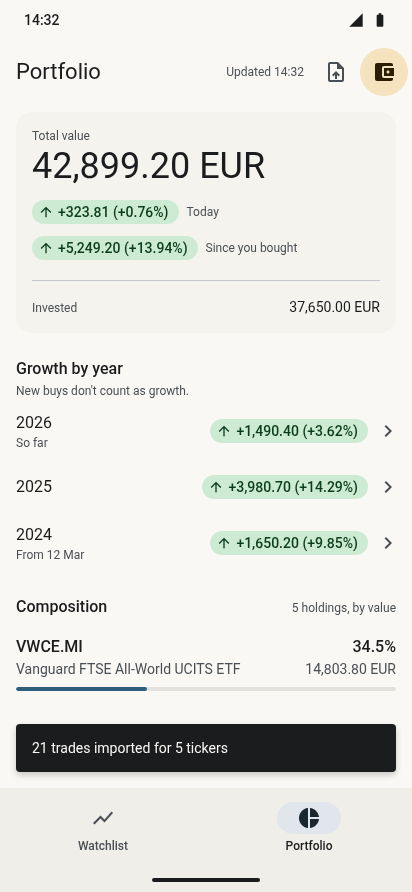 14:32
Portfolio
Updated 14:32
Total value
42,899.20 EUR
+323.81 (+0.76%) Today
+5,249.20 (+13.94%) Since you bought
Invested 37,650.00 EUR
Growth by year
New buys don't count as growth.
2026
So far
+1,490.40 (+3.62%)
2025
+3,980.70 (+14.29%)
2024
From 12 Mar
+1,650.20 (+9.85%)
Composition 5 holdings, by value
VWCE.MI 34.5%
Vanguard FTSE All-World UCITS ETF 14,803.80 EUR
21 trades imported for 5 tickers
Watchlist Portfolio